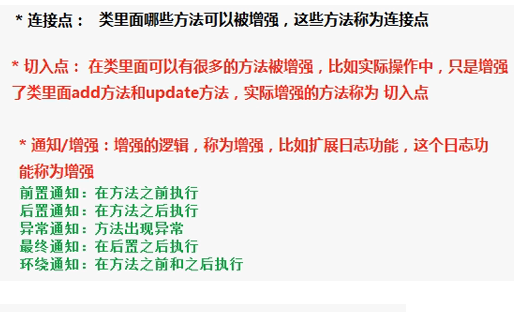 * 连接点： 类里面哪些方法可以被增强，这些方法称为连接点
* 切入点： 在类里面可以有很多的方法被增强，比如实际操作中，只是增强
了类里面add方法和update方法，实际增强的方法称为 切入点
* 通知/增强：增强的逻辑，称为增强，比如扩展日志功能，这个日志功
能称为增强
前置通知：在方法之前执行
后置通知：在方法之后执行
异常通知：方法出现异常
最终通知：在后置之后执行
环绕通知：在方法之前和之后执行